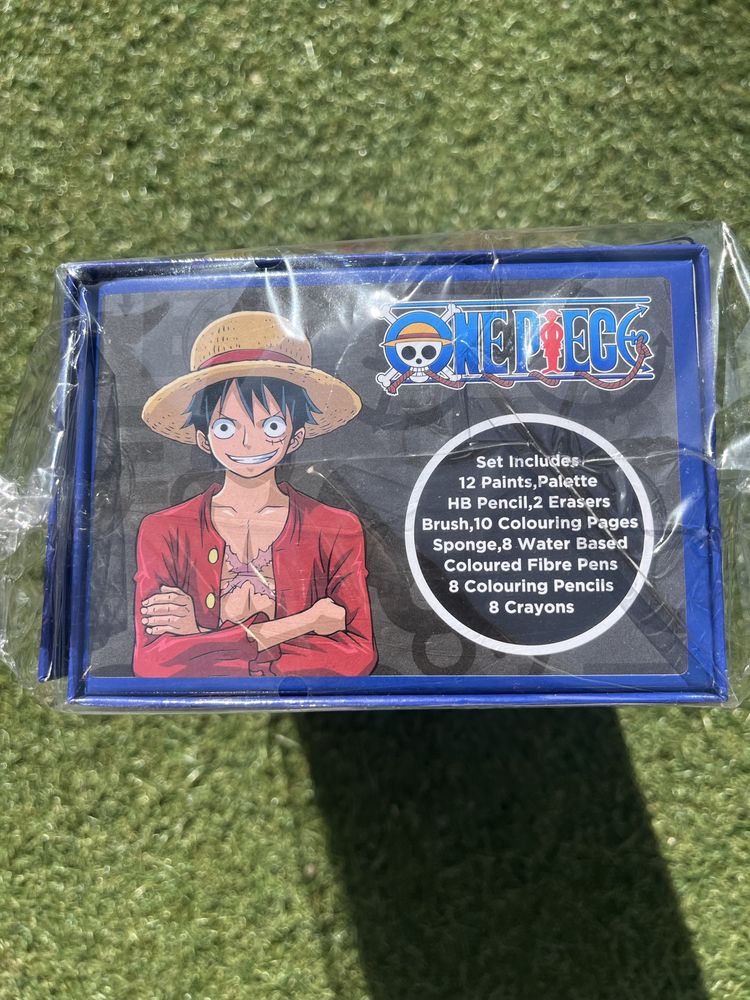 ONE PIECE
Set Includes
12 Paints,Palette
HB Pencil,2 Erasers
Brush,10 Colouring Pages
Sponge,8 Water Based
Coloured Fibre Pens
8 Colouring Pencils
8 Crayons